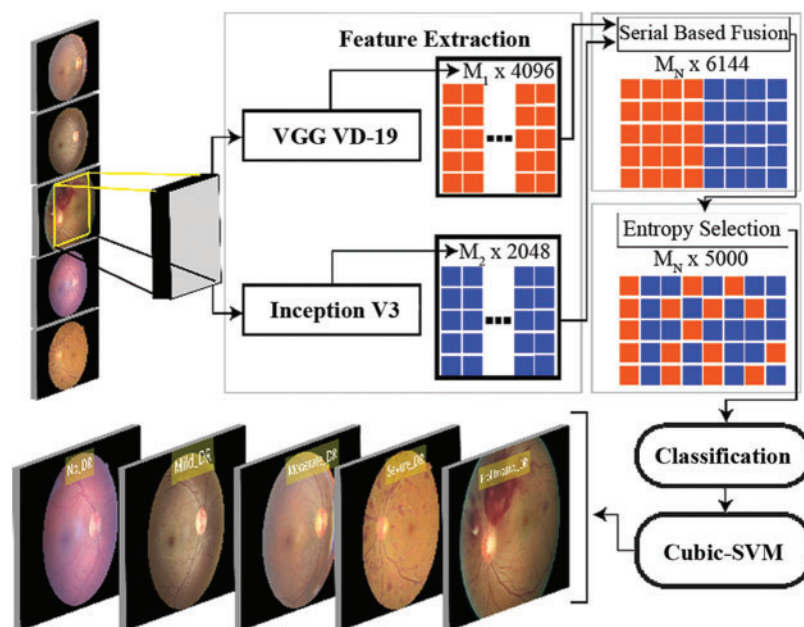 Feature Extraction
M1 x 4096
VGG VD-19
M2 x 2048
Inception V3
Serial Based Fusion
MN x 6144
Entropy Selection
MN x 5000
Classification
Cubic-SVM
No_DR
Mild_DR
Moderate_DR
Severe_DR